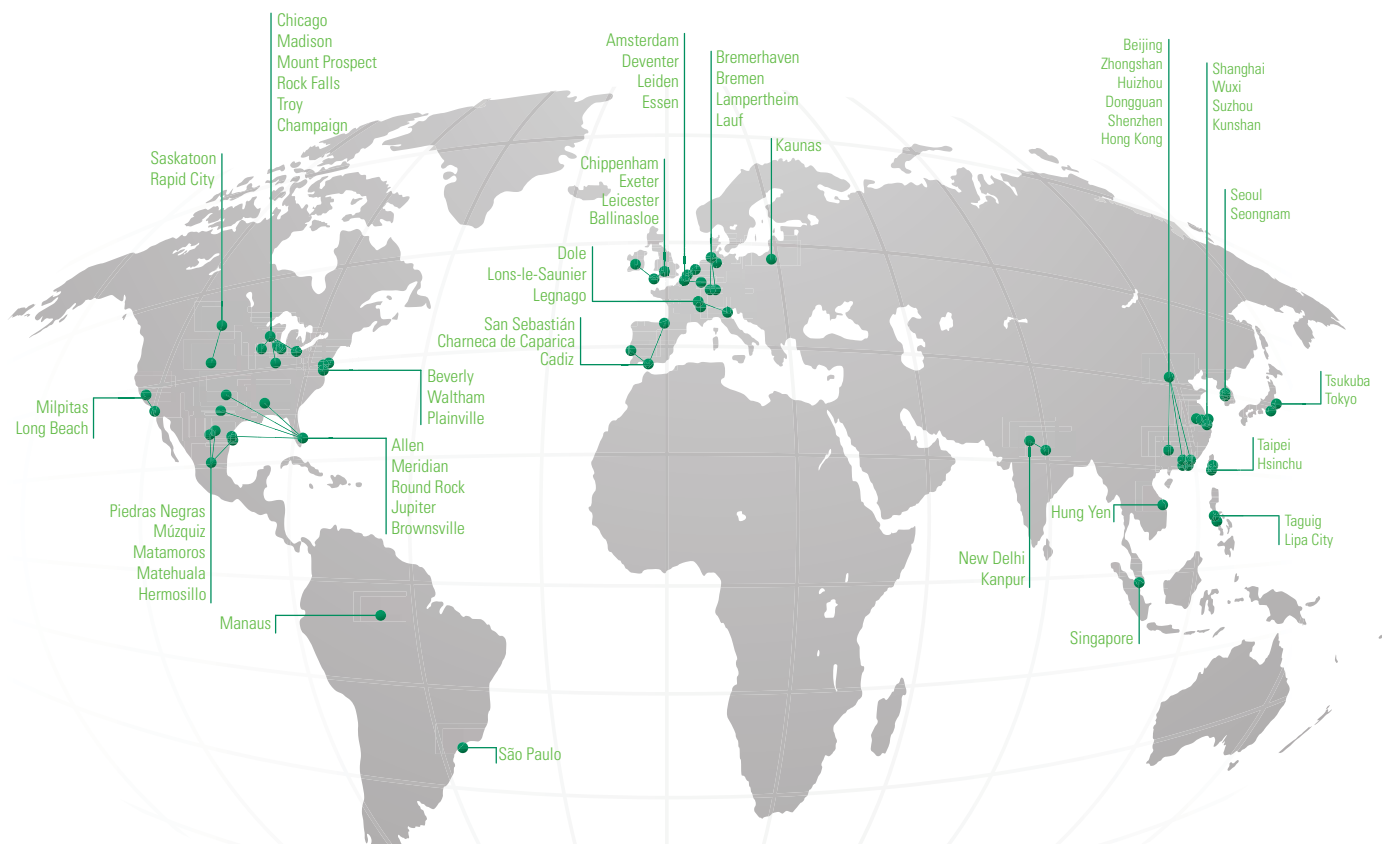 Chicago
Madison
Mount Prospect
Rock Falls
Troy
Champaign
Saskatoon
Rapid City
Amsterdam
Deventer
Leiden
Essen
Bremerhaven
Bremen
Lampertheim
Lauf
Kaunas
Chippenham
Exeter
Leicester
Ballinasloe
Dole
Lons-le-Saunier
Legnago
San Sebastián
Charneca de Caparica
Cadiz
Beijing
Zhongshan
Huizhou
Dongguan
Shenzhen
Hong Kong
Shanghai
Wuxi
Suzhou
Kunshan
Seoul
Seongnam
Tsukuba
Tokyo
Milpitas
Long Beach
Beverly
Waltham
Plainville
Allen
Meridian
Round Rock
Jupiter
Brownsville
Piedras Negras
Múzquiz
Matamoros
Matehuala
Hermosillo
Manaus
São Paulo
Taipei
Hsinchu
Hung Yen
Taguig
Lipa City
New Delhi
Kanpur
Singapore